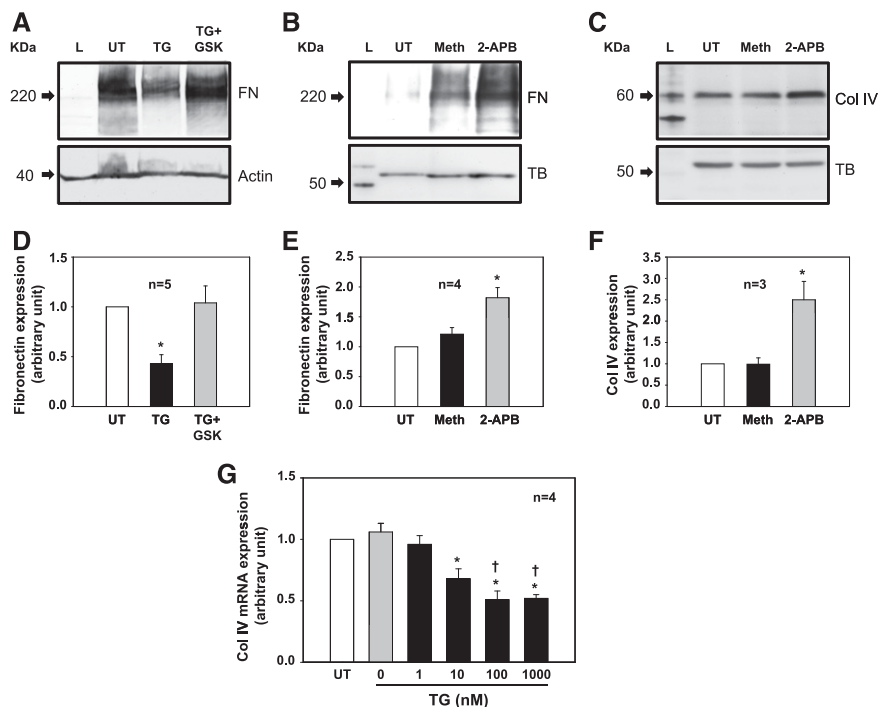 A
KDa
L
UT
TG
TG+
GSK
220
FN
40
Actin
B
KDa
L
UT
Meth
2-APB
220
FN
50
TB
C
KDa
L
UT
Meth
2-APB
60
Col IV
50
TB
D
Fibronectin expression
(arbitrary unit)
1.5
1.0
0.5
0.0
n=5
*
UT
TG
TG+
GSK
E
Fibronectin expression
(arbitrary unit)
2.5
2.0
1.5
1.0
0.5
0.0
n=4
*
UT
Meth
2-APB
F
Col IV expression
(arbitrary unit)
3.5
3.0
2.5
2.0
1.5
1.0
0.5
0.0
n=3
*
UT
Meth
2-APB
G
Col IV mRNA expression
(arbitrary unit)
1.5
1.0
0.5
0.0
n=4
*
†
*
†
*
UT
0
1
10
100
1000
TG (nM)